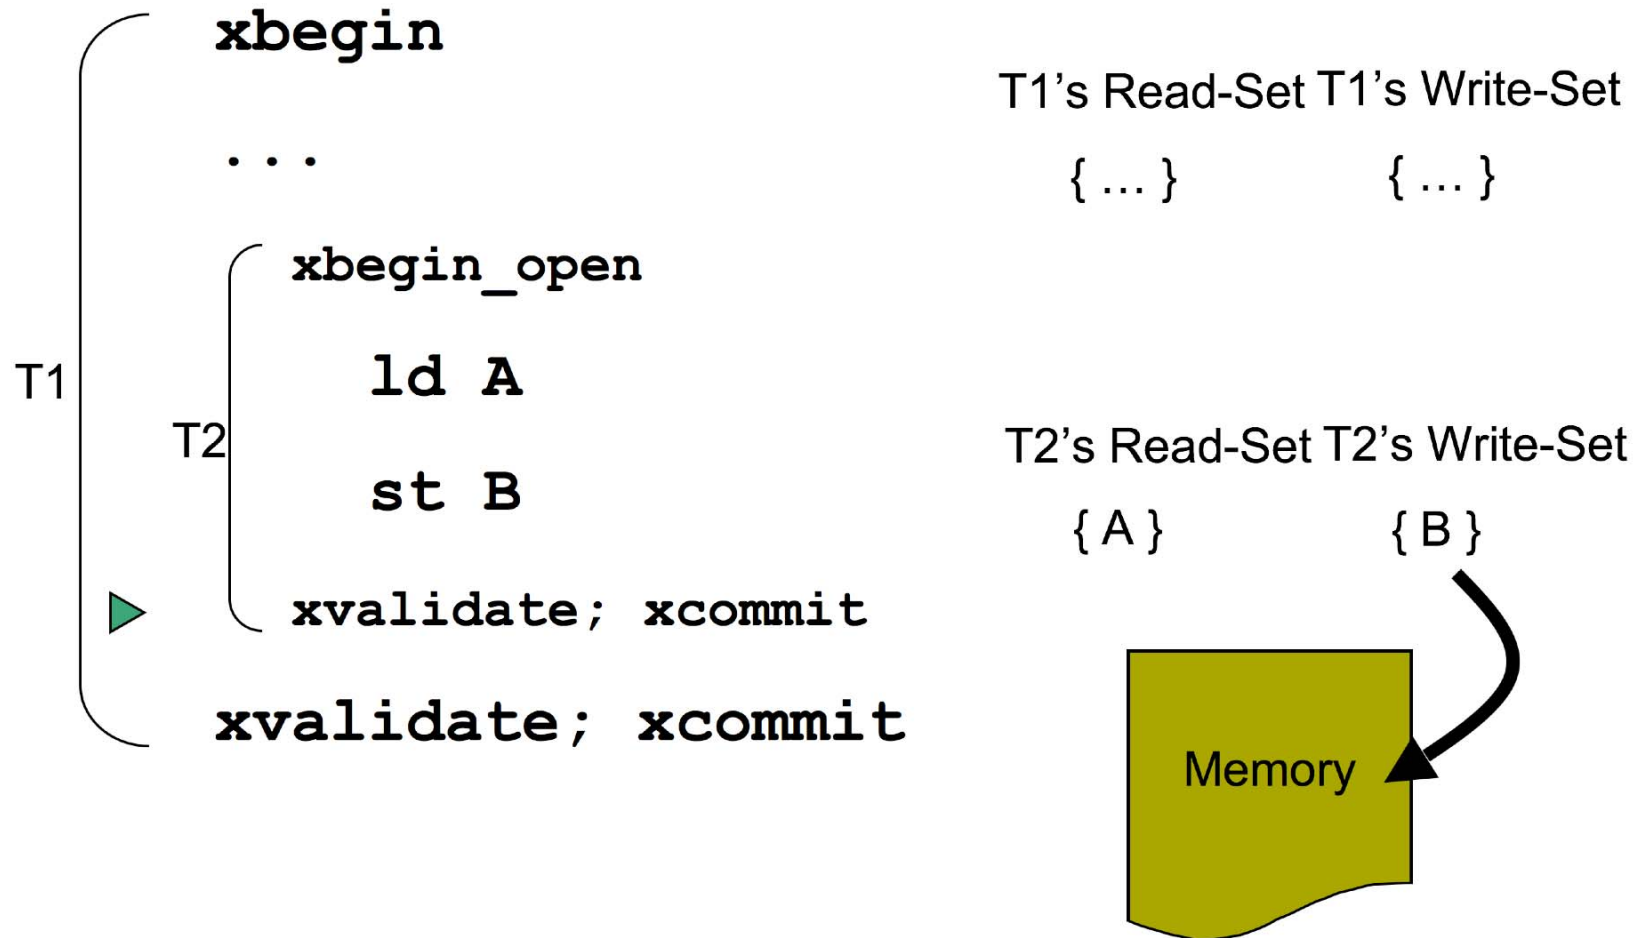 xbegin
T1's Read-Set T1's Write-Set
...
{ ... } { ... }
xbegin_open
T1
ld A
T2
T2's Read-Set T2's Write-Set
st B
{ A } { B }
xvalidate; xcommit
xvalidate; xcommit
Memory